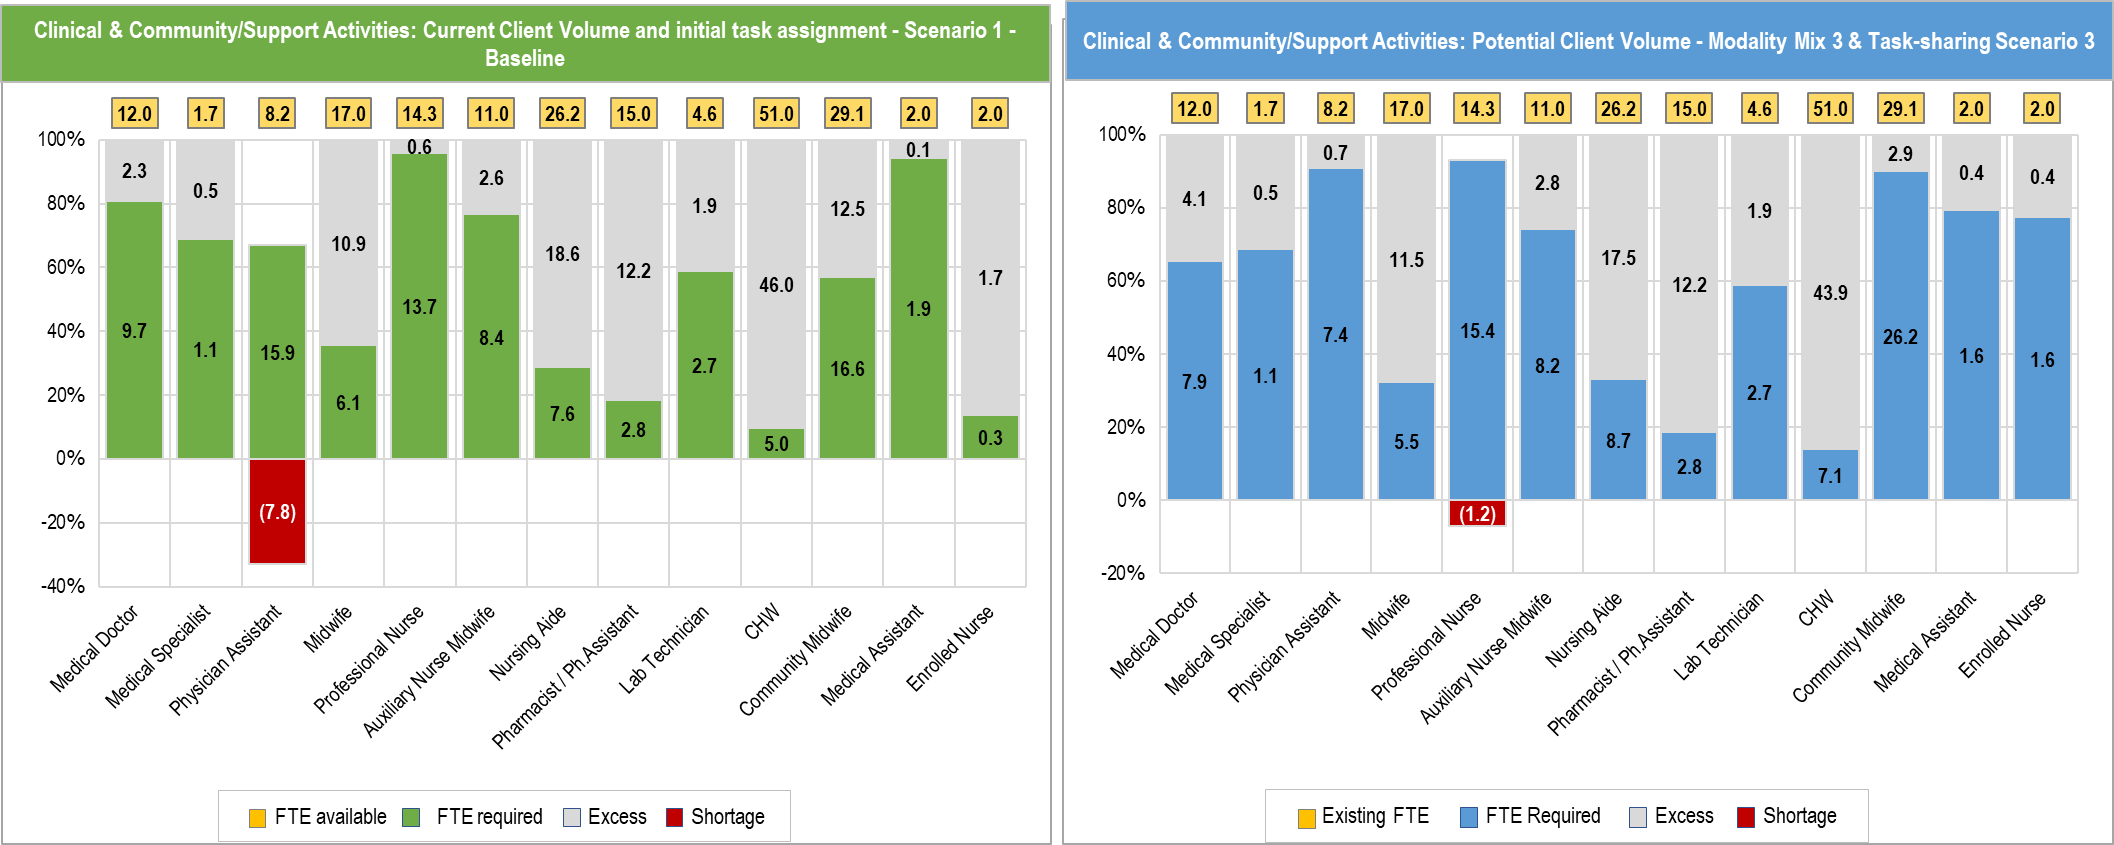 Clinical & Community/Support Activities: Current Client Volume and initial task assignment - Scenario 1 -
Baseline
12.0 1.7 8.2 17.0 14.3 11.0 26.2 15.0 4.6 51.0 29.1 2.0 2.0
100%
80%
60%
40%
20%
0%
-20%
-40%
2.3 0.5 10.9 0.6 2.6 18.6 12.2 1.9 46.0 12.5 0.1 1.7
9.7 1.1 15.9 6.1 13.7 8.4 7.6 2.8 2.7 5.0 16.6 1.9 0.3
(7.8)
Medical Doctor
Medical Specialist
Physician Assistant
Midwife
Professional Nurse
Auxiliary Nurse Midwife
Nursing Aide
Pharmacist / Ph.Assistant
Lab Technician
CHW
Community Midwife
Medical Assistant
Enrolled Nurse
FTE available FTE required Excess Shortage
Clinical & Community/Support Activities: Potential Client Volume - Modality Mix 3 & Task-sharing Scenario 3
12.0 1.7 8.2 17.0 14.3 11.0 26.2 15.0 4.6 51.0 29.1 2.0 2.0
100%
80%
60%
40%
20%
0%
-20%
4.1 0.5 0.7 11.5 2.8 17.5 12.2 1.9 43.9 2.9 0.4 0.4
7.9 1.1 7.4 5.5 15.4 8.2 8.7 2.8 2.7 7.1 26.2 1.6 1.6
(1.2)
Medical Doctor
Medical Specialist
Physician Assistant
Midwife
Professional Nurse
Auxiliary Nurse Midwife
Nursing Aide
Pharmacist / Ph.Assistant
Lab Technician
CHW
Community Midwife
Medical Assistant
Enrolled Nurse
Existing FTE FTE Required Excess Shortage